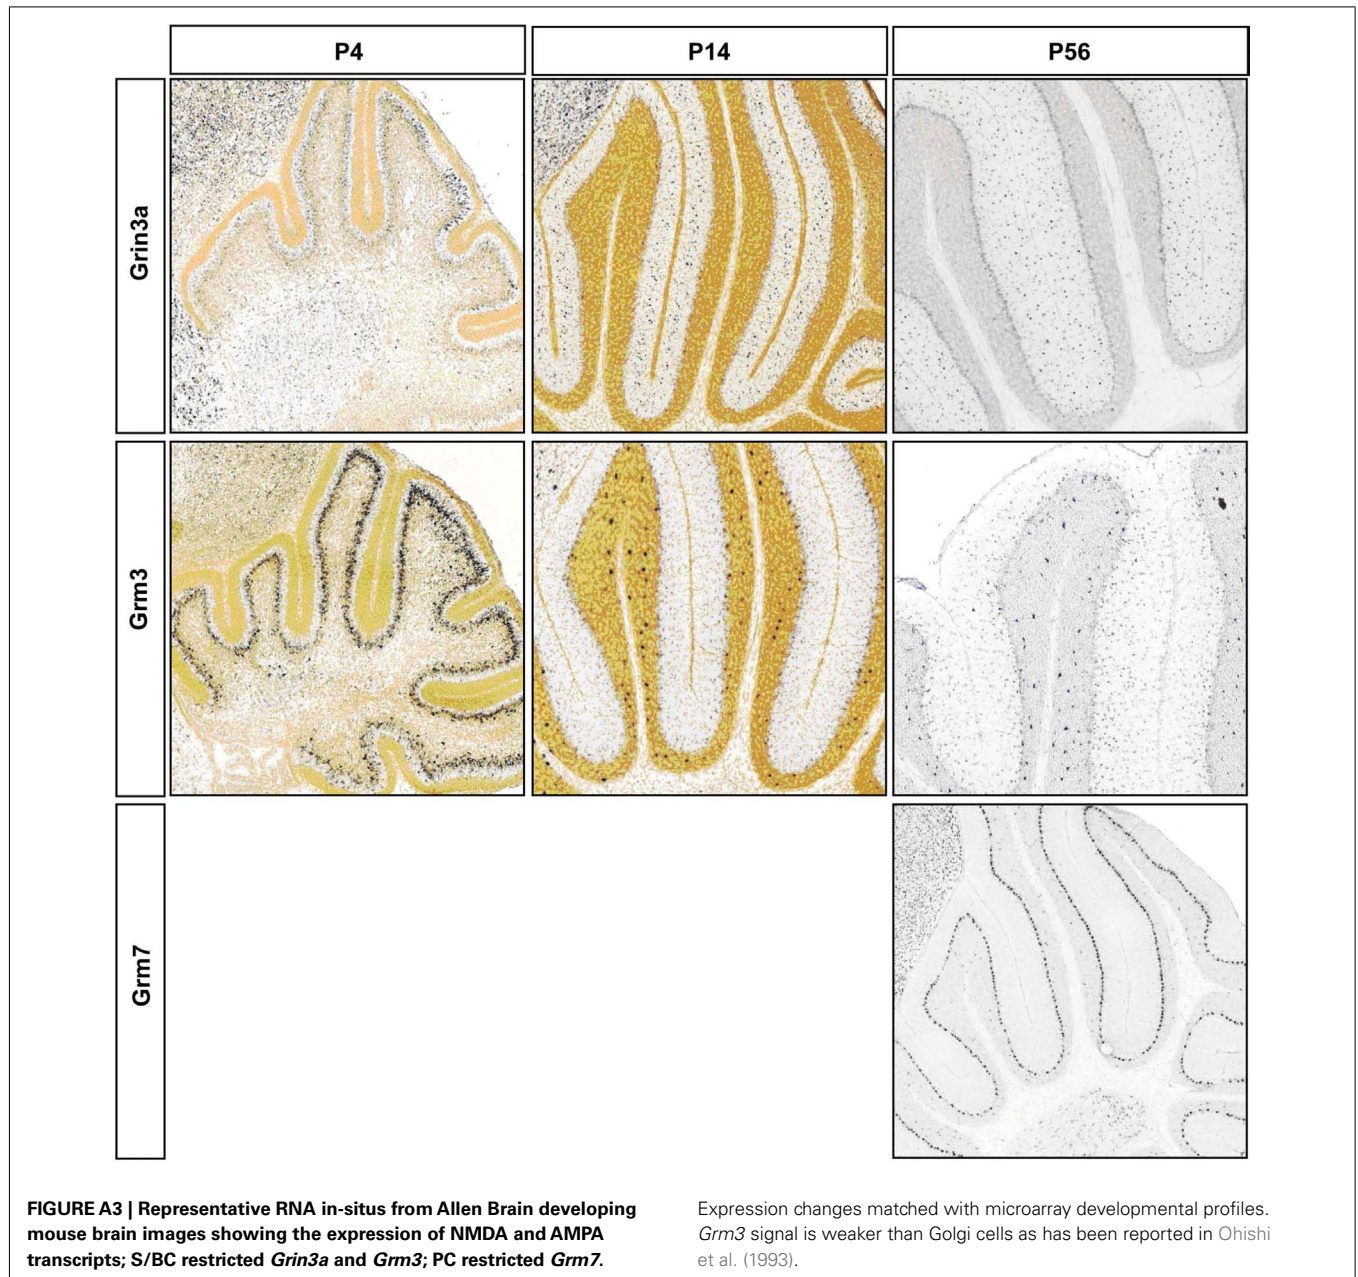 P4
P14
P56
Grin3a
Grm3
Grm7
FIGURE A3 | Representative RNA in-situs from Allen Brain developing
mouse brain images showing the expression of NMDA and AMPA
transcripts; S/BC restricted Grin3a and Grm3; PC restricted Grm7.
Expression changes matched with microarray developmental profiles.
Grm3 signal is weaker than Golgi cells as has been reported in Ohishi
et al. (1993).